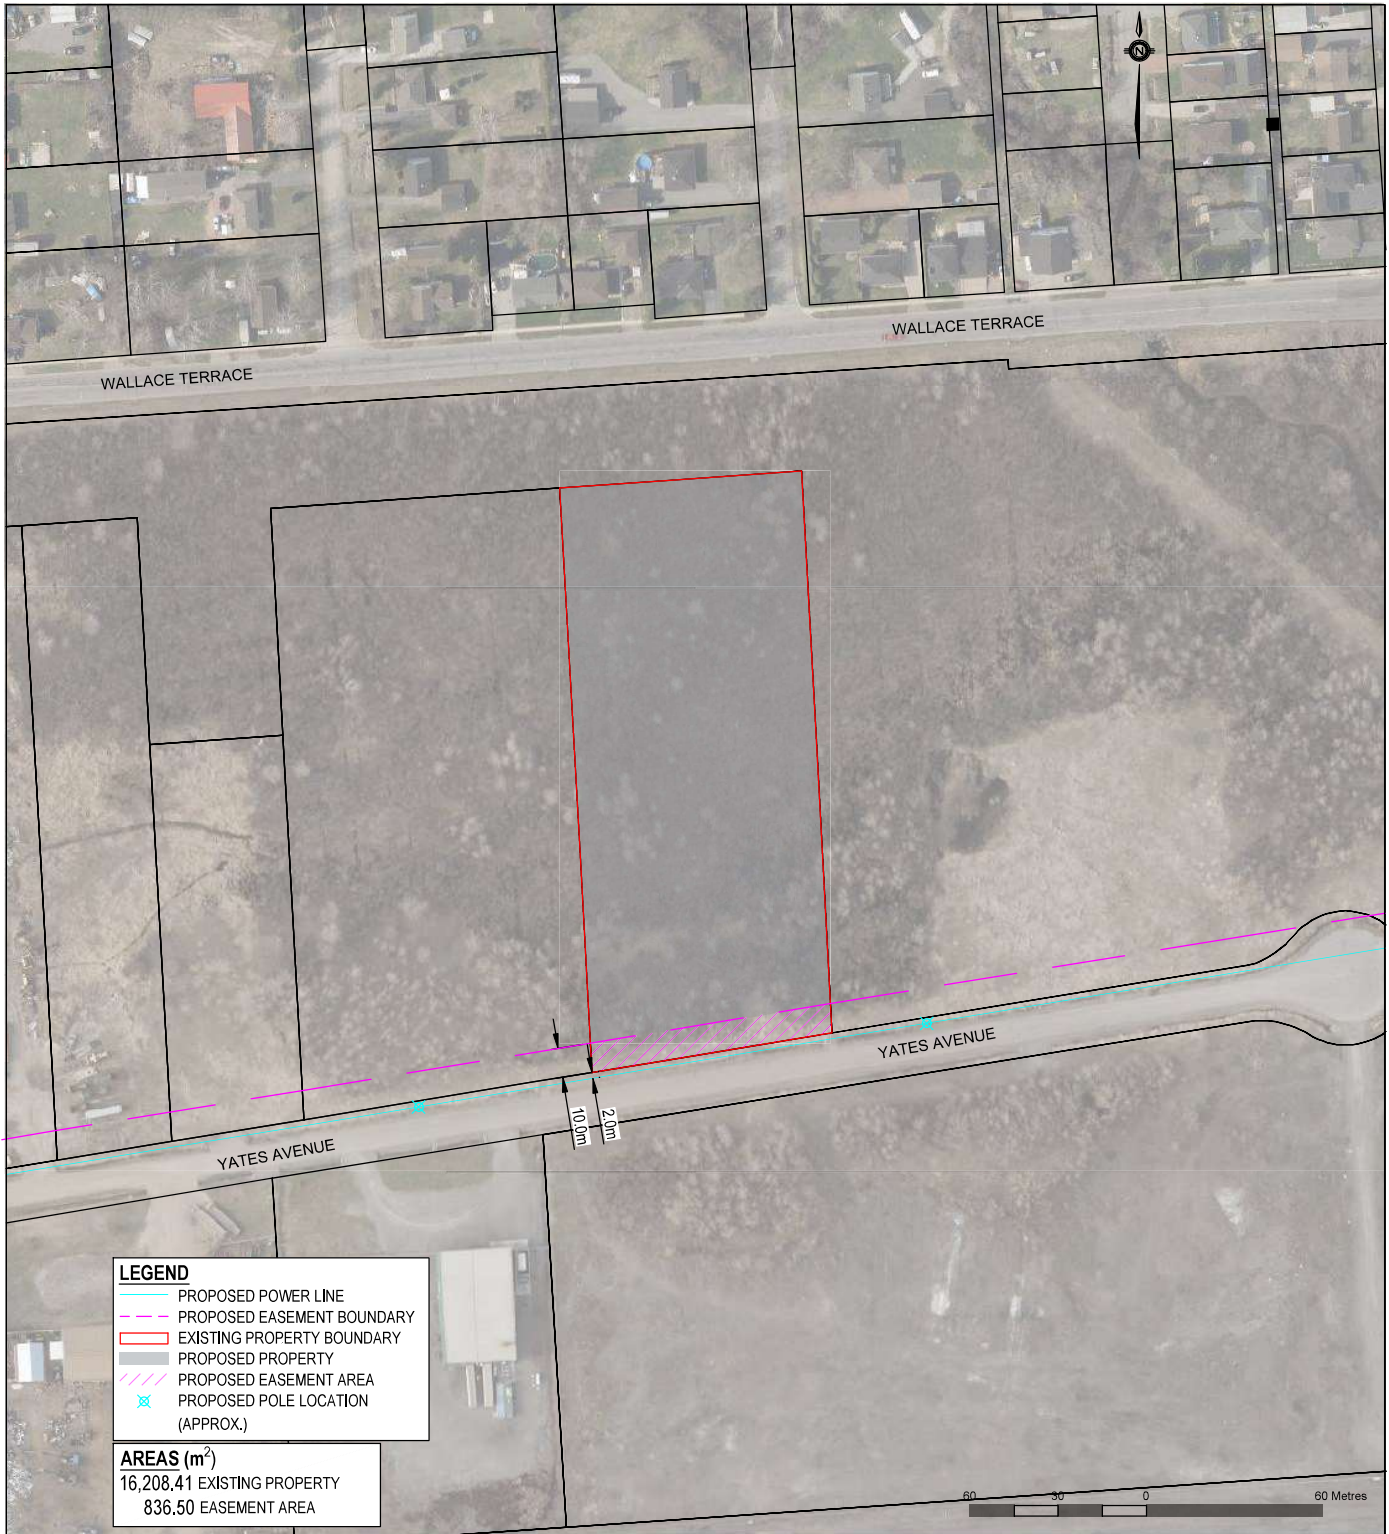 N
WALLACE TERRACE
WALLACE TERRACE
YATES AVENUE
10.0m
2.0m
YATES AVENUE
LEGEND
PROPOSED POWER LINE
PROPOSED EASEMENT BOUNDARY
EXISTING PROPERTY BOUNDARY
PROPOSED PROPERTY
PROPOSED EASEMENT AREA
PROPOSED POLE LOCATION
(APPROX.)
AREAS (m²)
16,208.41 EXISTING PROPERTY
836.50 EASEMENT AREA
60 30 0 60 Metres